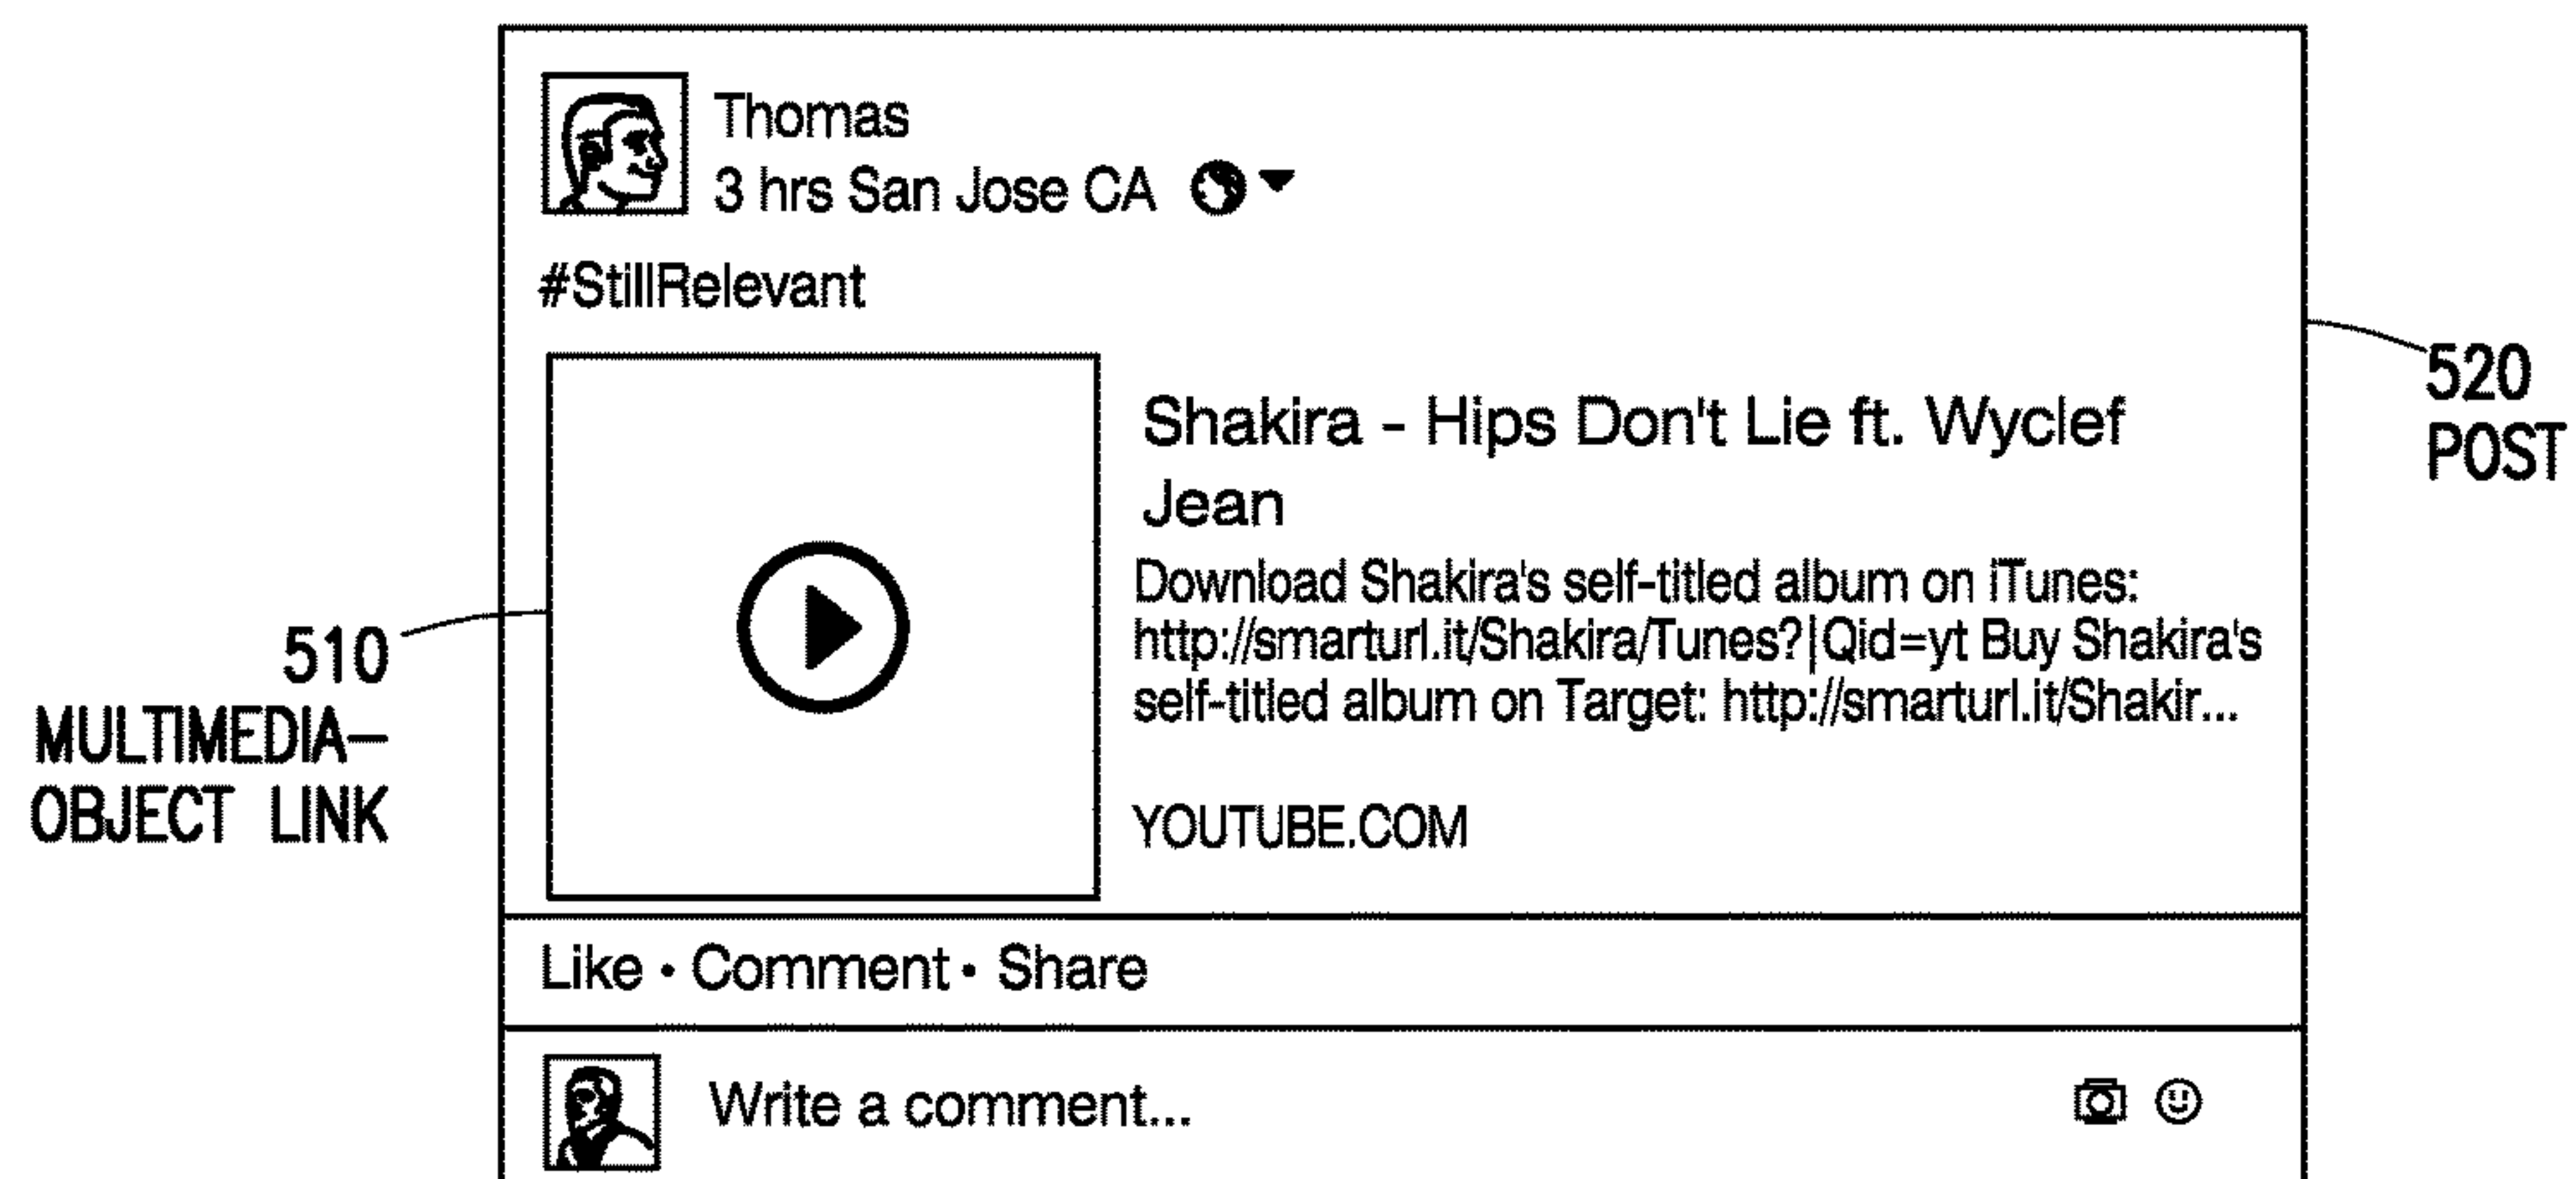 Thomas
3 hrs San Jose CA
#StillRelevant
520
POST
Shakira - Hips Don't Lie ft. Wyclef
Jean
Download Shakira's self-titled album on iTunes:
http://smarturl.it/Shakira/Tunes?|Qid=yt Buy Shakira's
self-titled album on Target: http://smarturl.it/Shakir...
510
MULTIMEDIA-
OBJECT LINK
YOUTUBE.COM
Like · Comment · Share
Write a comment...